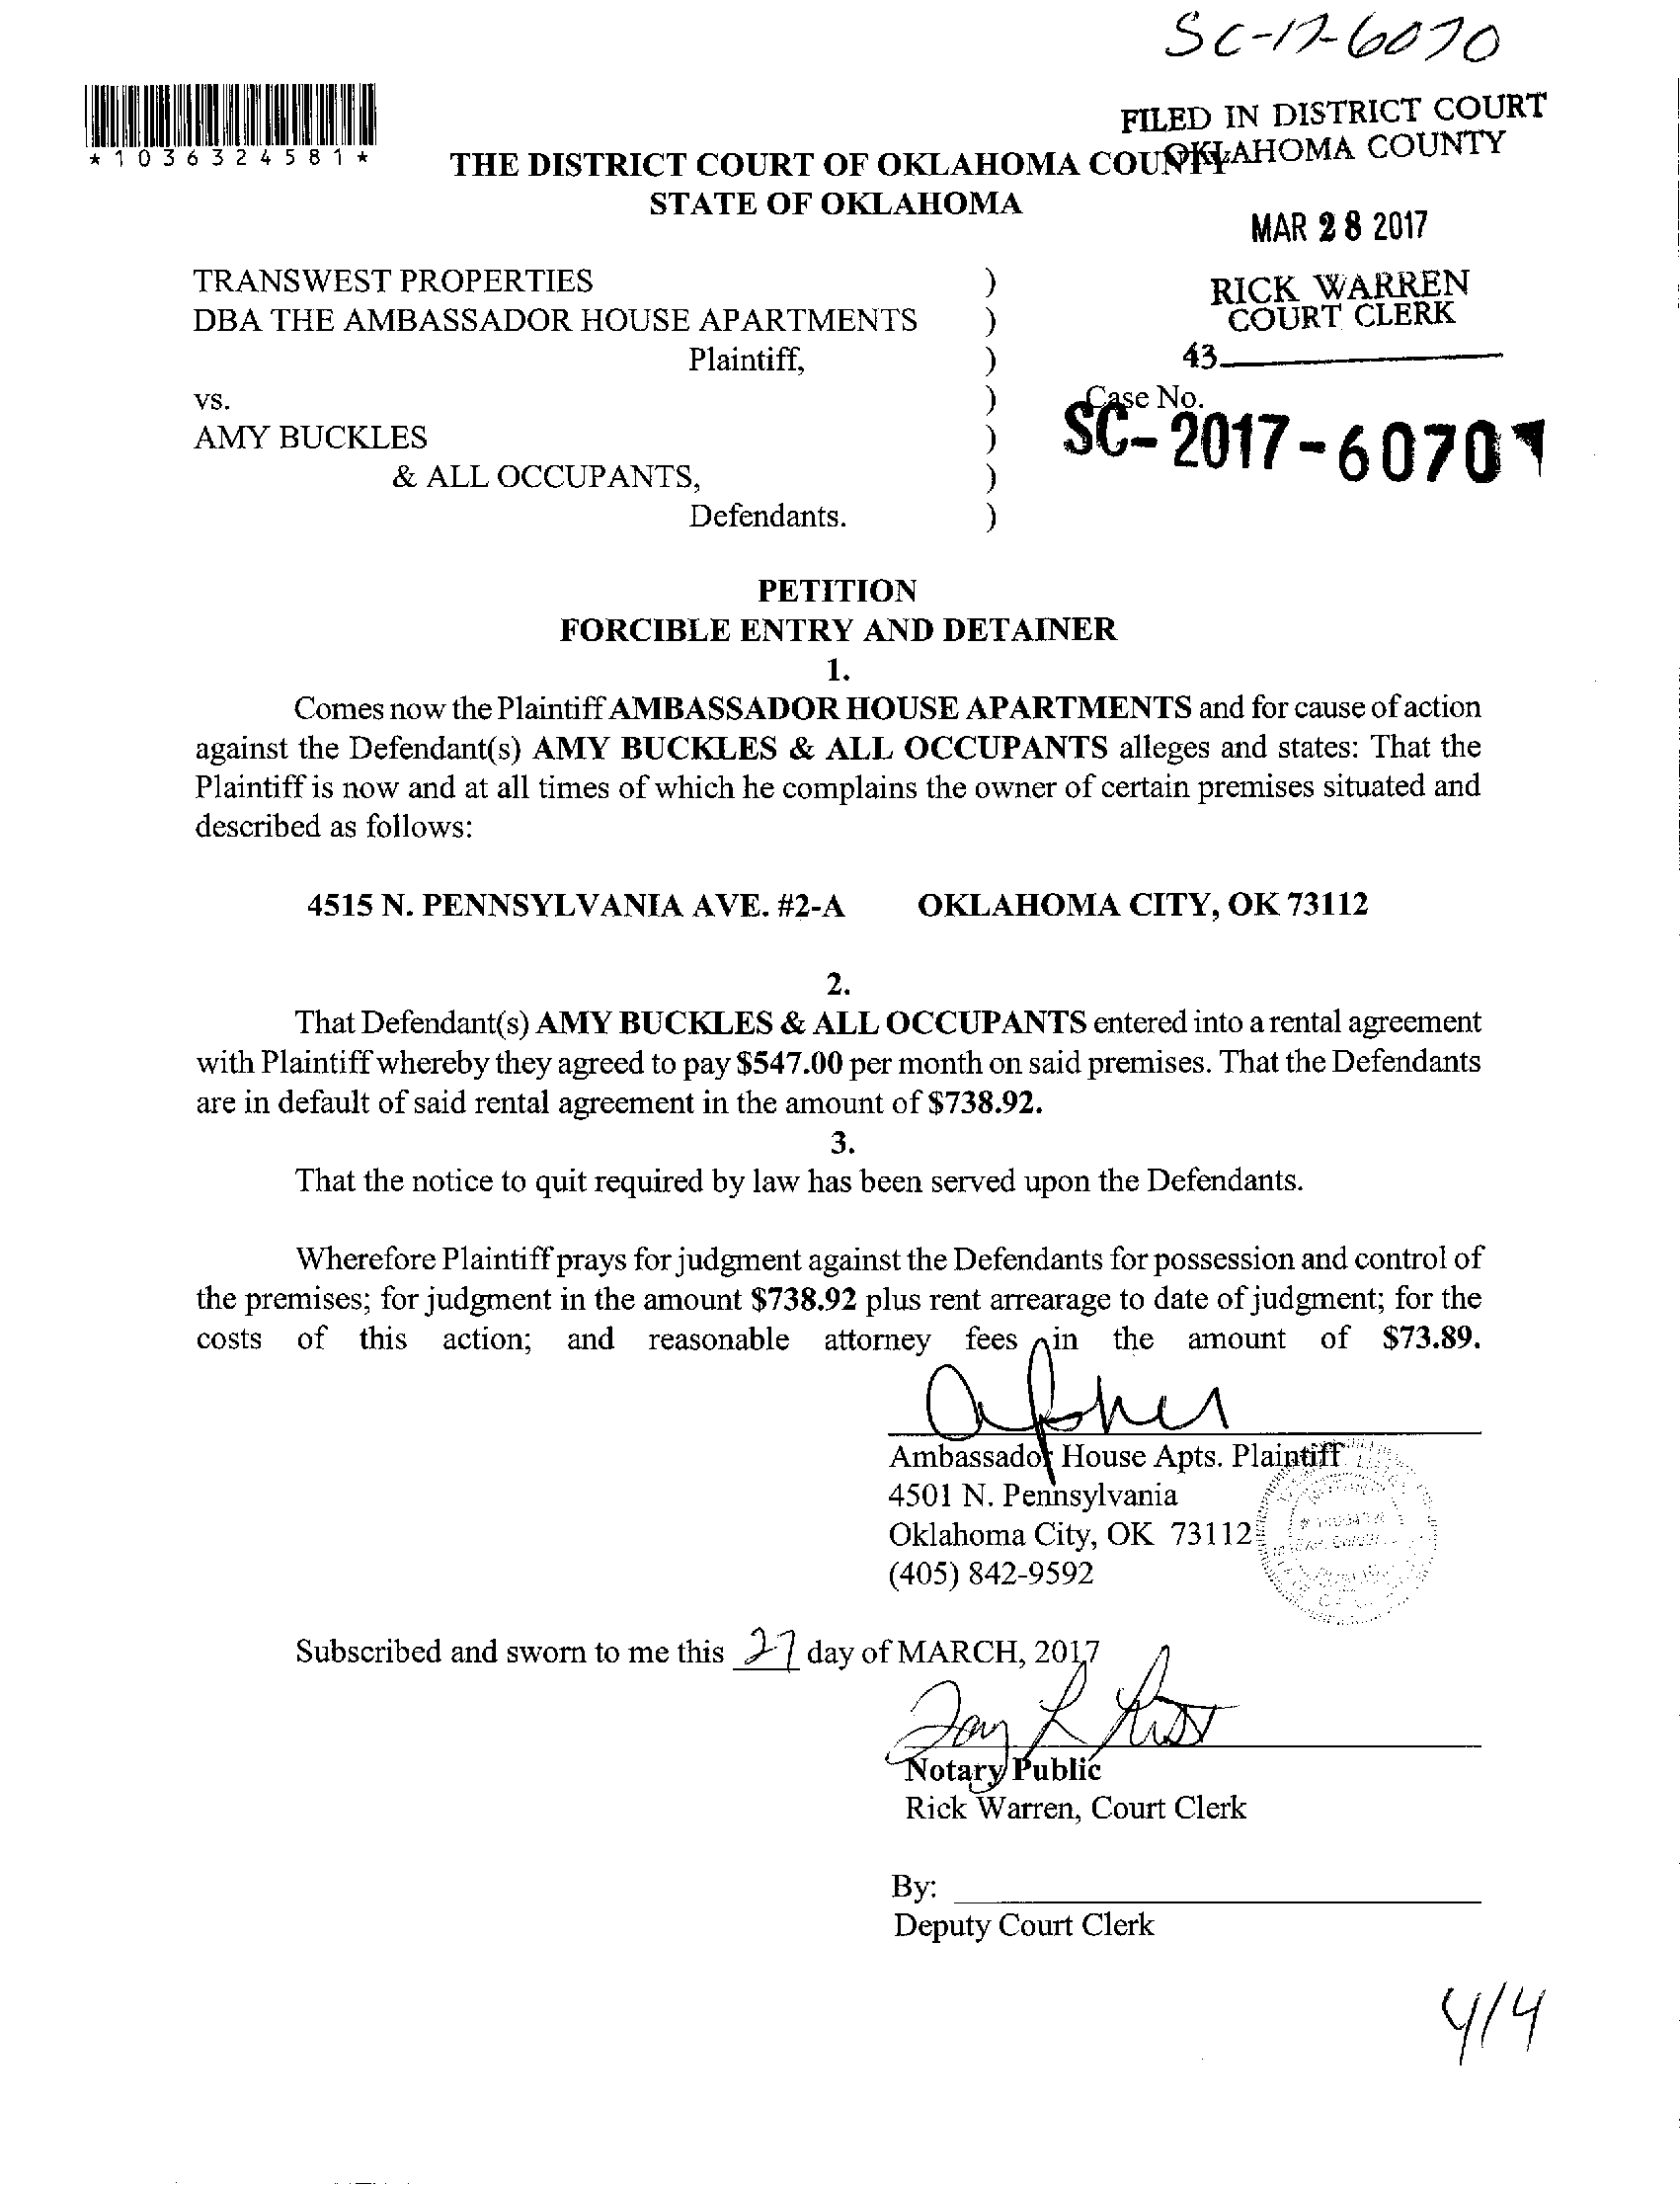 SC-17-6070
*1036324581*
FILED IN DISTRICT COURT
OKLAHOMA COUNTY
THE DISTRICT COURT OF OKLAHOMA COUNTY
STATE OF OKLAHOMA
MAR 28 2017
TRANSWEST PROPERTIES )
RICK WARREN
COURT CLERK
DBA THE AMBASSADOR HOUSE APARTMENTS )
Plaintiff, )
43
vs. )
Case No.
AMY BUCKLES )
SC-2017-6070
& ALL OCCUPANTS, )
Defendants. )
PETITION
FORCIBLE ENTRY AND DETAINER
1.
Comes now the Plaintiff AMBASSADOR HOUSE APARTMENTS and for cause of action
against the Defendant(s) AMY BUCKLES & ALL OCCUPANTS alleges and states: That the
Plaintiff is now and at all times of which he complains the owner of certain premises situated and
described as follows:
4515 N. PENNSYLVANIA AVE. #2-A OKLAHOMA CITY, OK 73112
2.
That Defendant(s) AMY BUCKLES & ALL OCCUPANTS entered into a rental agreement
with Plaintiff whereby they agreed to pay $547.00 per month on said premises. That the Defendants
are in default of said rental agreement in the amount of $738.92.
3.
That the notice to quit required by law has been served upon the Defendants.
Wherefore Plaintiff prays for judgment against the Defendants for possession and control of
the premises; for judgment in the amount $738.92 plus rent arrearage to date of judgment; for the
costs of this action; and reasonable attorney fees in the amount of $73.89.
Ambassador House Apts. Plaintiff
4501 N. Pennsylvania
Oklahoma City, OK 73112
(405) 842-9592
Subscribed and sworn to me this 27 day of MARCH, 2017
Notary Public
Rick Warren, Court Clerk
By:
Deputy Court Clerk
4/4